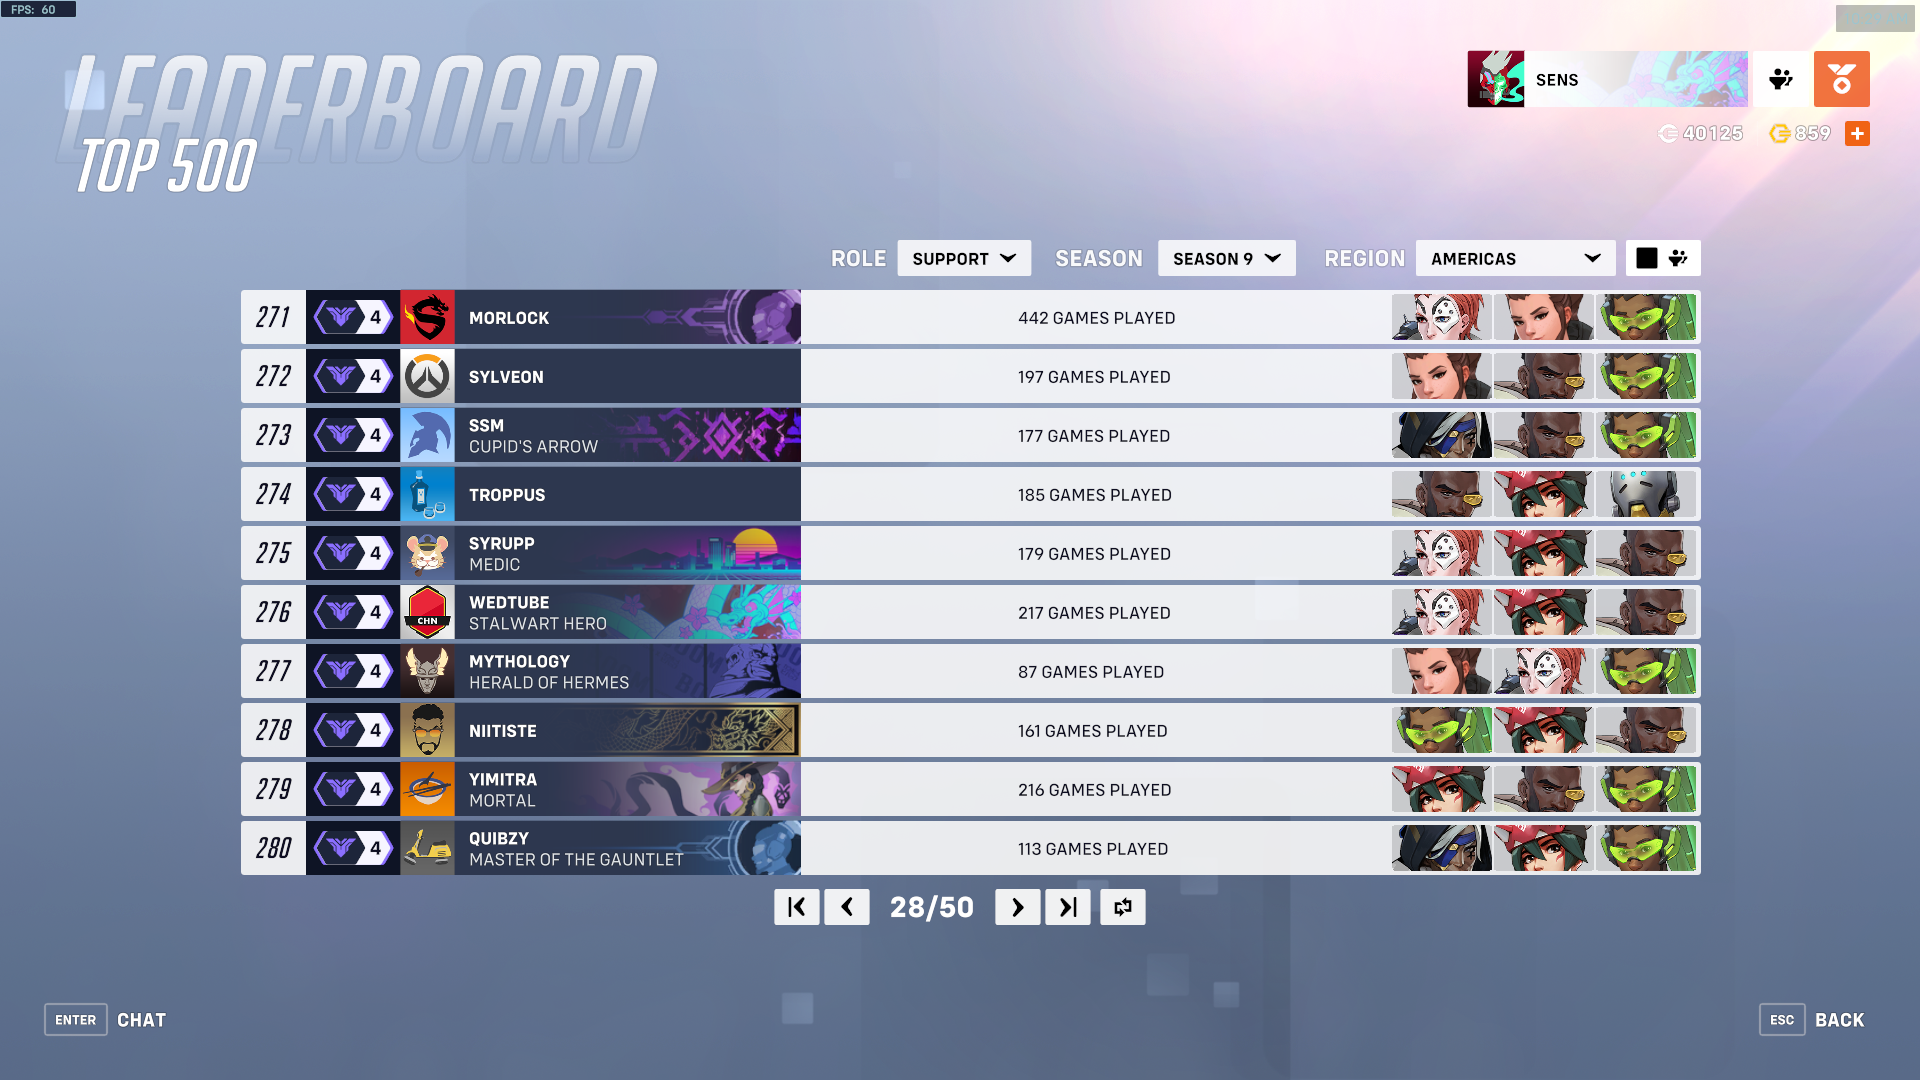 FPS: 60
LEADERBOARD
TOP 500
SENS
40125
859
ROLE
SUPPORT
SEASON
SEASON 9
REGION
AMERICAS
271 4 MORLOCK 442 GAMES PLAYED
272 4 SYLVEON 197 GAMES PLAYED
273 4 SSM 177 GAMES PLAYED
CUPID'S ARROW
274 4 TROPPUS 185 GAMES PLAYED
275 4 SYRUPP 179 GAMES PLAYED
MEDIC
276 4 CHN WEDTUBE 217 GAMES PLAYED
STALWART HERO
277 4 MYTHOLOGY 87 GAMES PLAYED
HERALD OF HERMES
278 4 NIITISTE 161 GAMES PLAYED
279 4 YIMITRA 216 GAMES PLAYED
MORTAL
280 4 QUIBZY 113 GAMES PLAYED
MASTER OF THE GAUNTLET
28/50
ENTER CHAT
ESC BACK